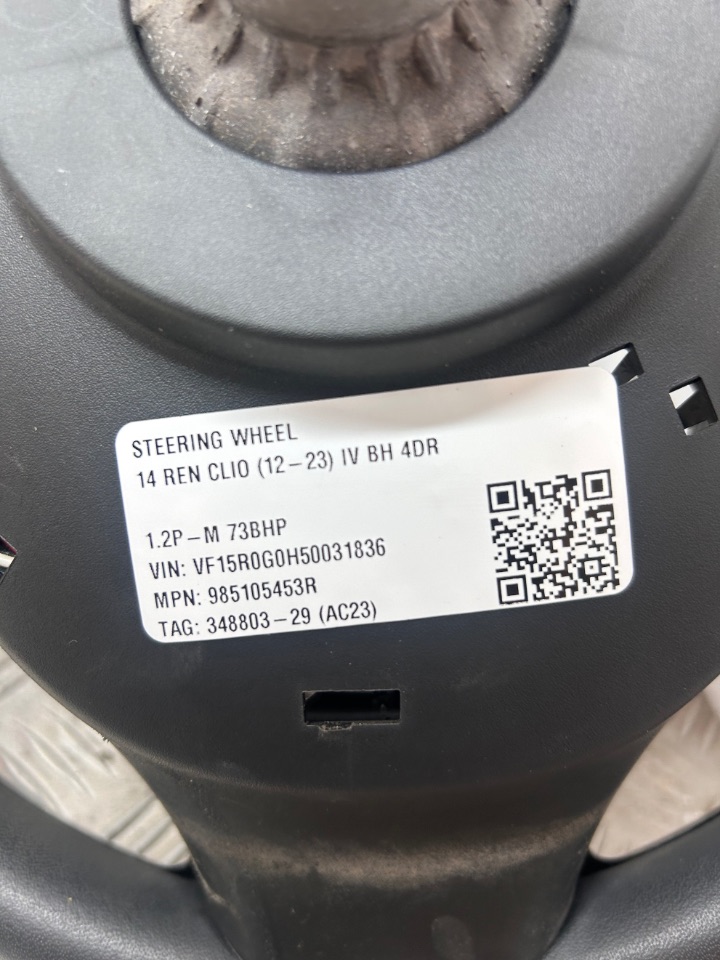 STEERING WHEEL
14 REN CLIO (12-23) IV BH 4DR
1.2P-M 73BHP
VIN: VF15R0G0H50031836
MPN: 985105453R
TAG: 348803-29 (AC23)